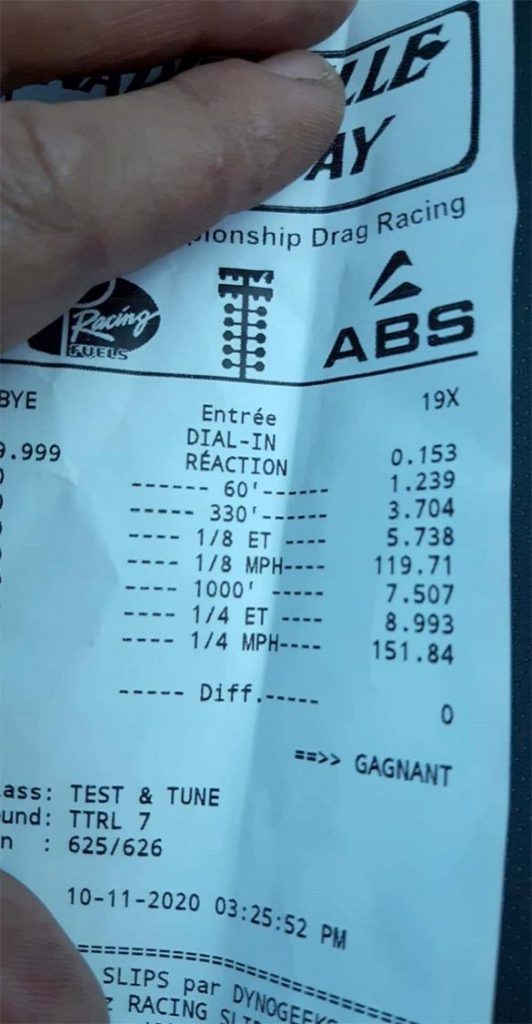 LLE
AY
ionship Drag Racing
Racing
FUELS
ABS
BYE Entrée 19X
DIAL-IN
9.999 RÉACTION 0.153
------ 60'------ 1.239
----- 330'------ 3.704
---- 1/8 ET ---- 5.738
---- 1/8 MPH---- 119.71
---- 1000' ----- 7.507
---- 1/4 ET ---- 8.993
---- 1/4 MPH---- 151.84
----- Diff.----- 0
==>> GAGNANT
ass: TEST & TUNE
und: TTRL 7
n : 625/626
10-11-2020 03:25:52 PM
SLIPS par DYNOGEEKS
RACING SLIP